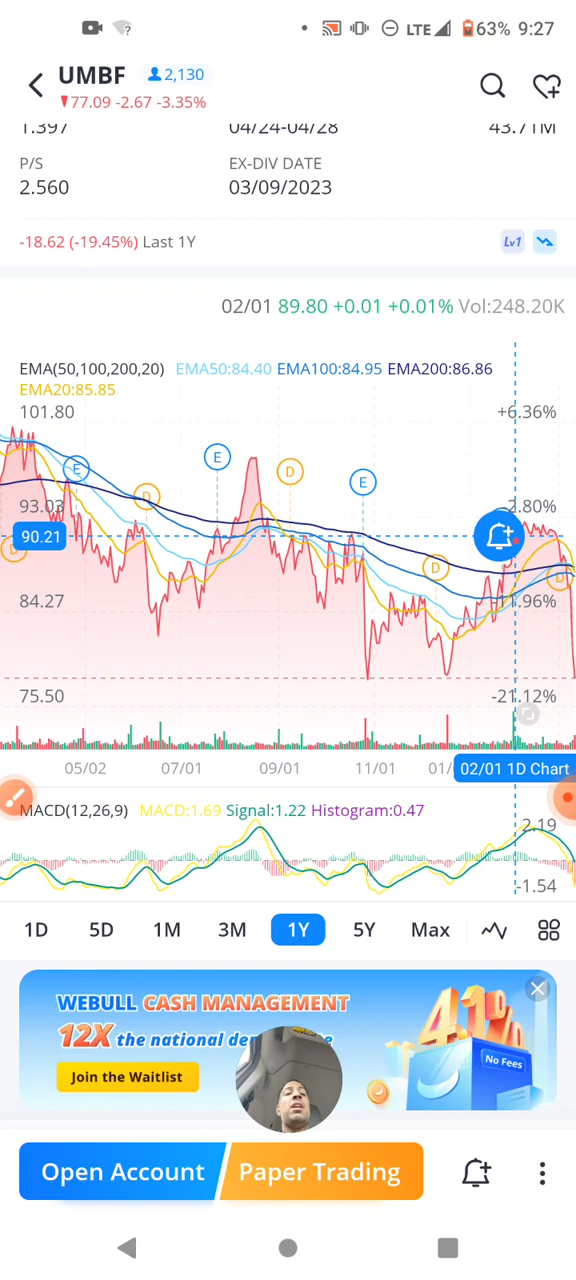 LTE 63% 9:27
UMBF 2,130
77.09 -2.67 -3.35%
1.397 04/24-04/28 43.71M
P/S EX-DIV DATE
2.560 03/09/2023
-18.62 (-19.45%) Last 1Y Lv1
02/01 89.80 +0.01 +0.01% Vol:248.20K
EMA(50,100,200,20) EMA50:84.40 EMA100:84.95 EMA200:86.86
EMA20:85.85
101.80 +6.36%
E E D E D D D
93.03 -2.80%
90.21
84.27 -11.96%
75.50 -21.12%
05/02 07/01 09/01 11/01 01/ 02/01 1D Chart
MACD(12,26,9) MACD:1.69 Signal:1.22 Histogram:0.47
2.19
-1.54
1D 5D 1M 3M 1Y 5Y Max
WEBULL CASH MANAGEMENT
12X the national de
4.1%
No Fees
Join the Waitlist
Open Account Paper Trading